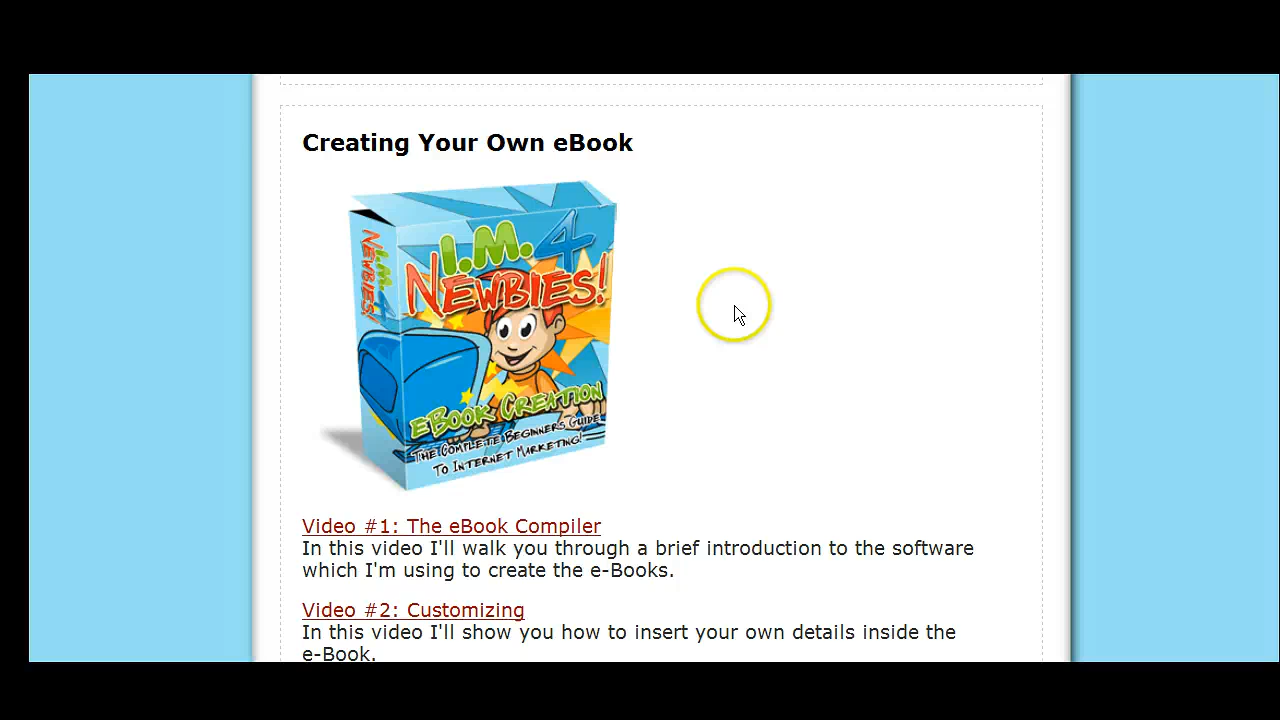 Creating Your Own eBook
I.M. 4
NEWBIES!
I.M. 4
NEWBIES!
EBOOK CREATION
THE COMPLETE BEGINNERS GUIDE
TO INTERNET MARKETING!
Video #1: The eBook Compiler
In this video I'll walk you through a brief introduction to the software
which I'm using to create the e-Books.
Video #2: Customizing
In this video I'll show you how to insert your own details inside the
e-Book.